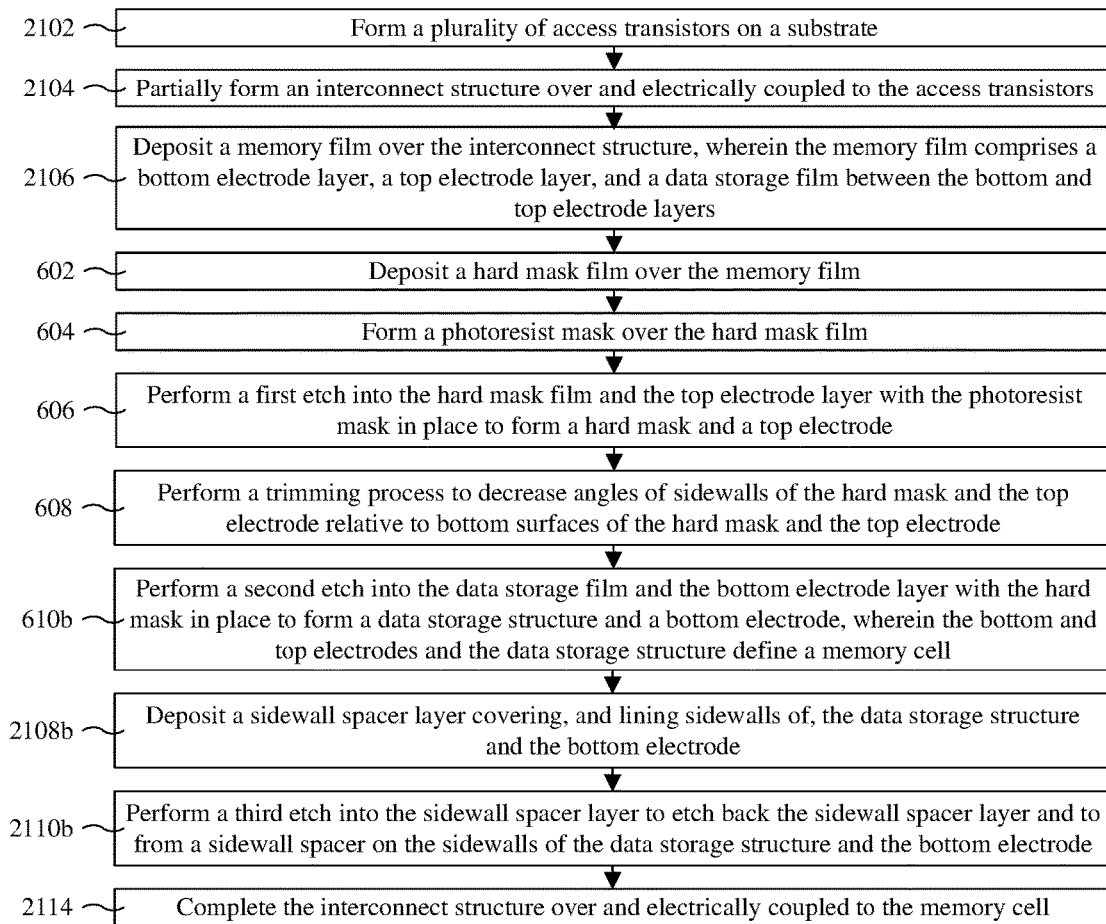 2102 Form a plurality of access transistors on a substrate
2104 Partially form an interconnect structure over and electrically coupled to the access transistors
Deposit a memory film over the interconnect structure, wherein the memory film comprises a
2106 bottom electrode layer, a top electrode layer, and a data storage film between the bottom and
top electrode layers
602 Deposit a hard mask film over the memory film
604 Form a photoresist mask over the hard mask film
606 Perform a first etch into the hard mask film and the top electrode layer with the photoresist
mask in place to form a hard mask and a top electrode
608 Perform a trimming process to decrease angles of sidewalls of the hard mask and the top
electrode relative to bottom surfaces of the hard mask and the top electrode
Perform a second etch into the data storage film and the bottom electrode layer with the hard
610b mask in place to form a data storage structure and a bottom electrode, wherein the bottom and
top electrodes and the data storage structure define a memory cell
2108b Deposit a sidewall spacer layer covering, and lining sidewalls of, the data storage structure
and the bottom electrode
2110b Perform a third etch into the sidewall spacer layer to etch back the sidewall spacer layer and to
from a sidewall spacer on the sidewalls of the data storage structure and the bottom electrode
2114 Complete the interconnect structure over and electrically coupled to the memory cell